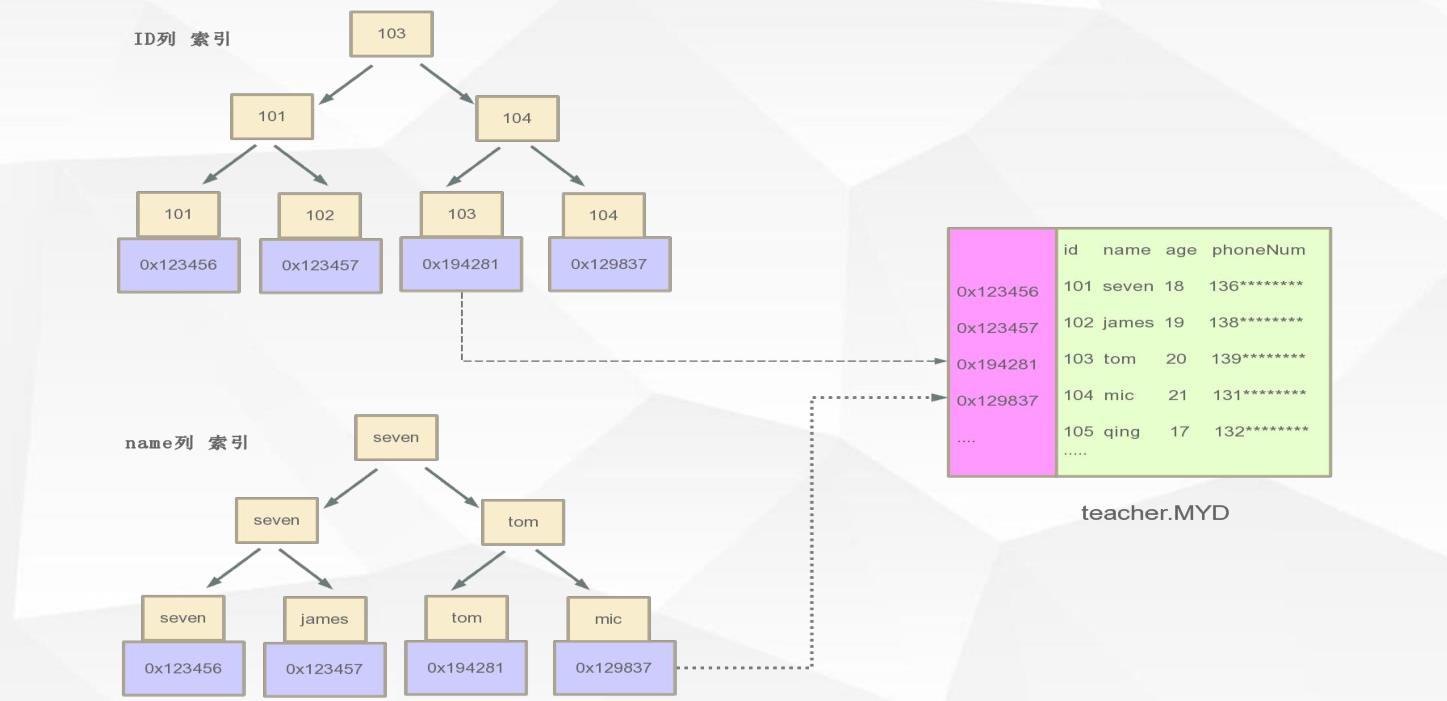 ID列 索引
103
101
104
101
102
103
104
0x123456
0x123457
0x194281
0x129837
name列 索引
seven
seven
tom
seven
james
tom
mic
0x123456
0x123457
0x194281
0x129837
id name age phoneNum
0x123456 101 seven 18 136********
0x123457 102 james 19 138********
0x194281 103 tom 20 139********
0x129837 104 mic 21 131********
.... 105 qing 17 132********
.....
teacher.MYD